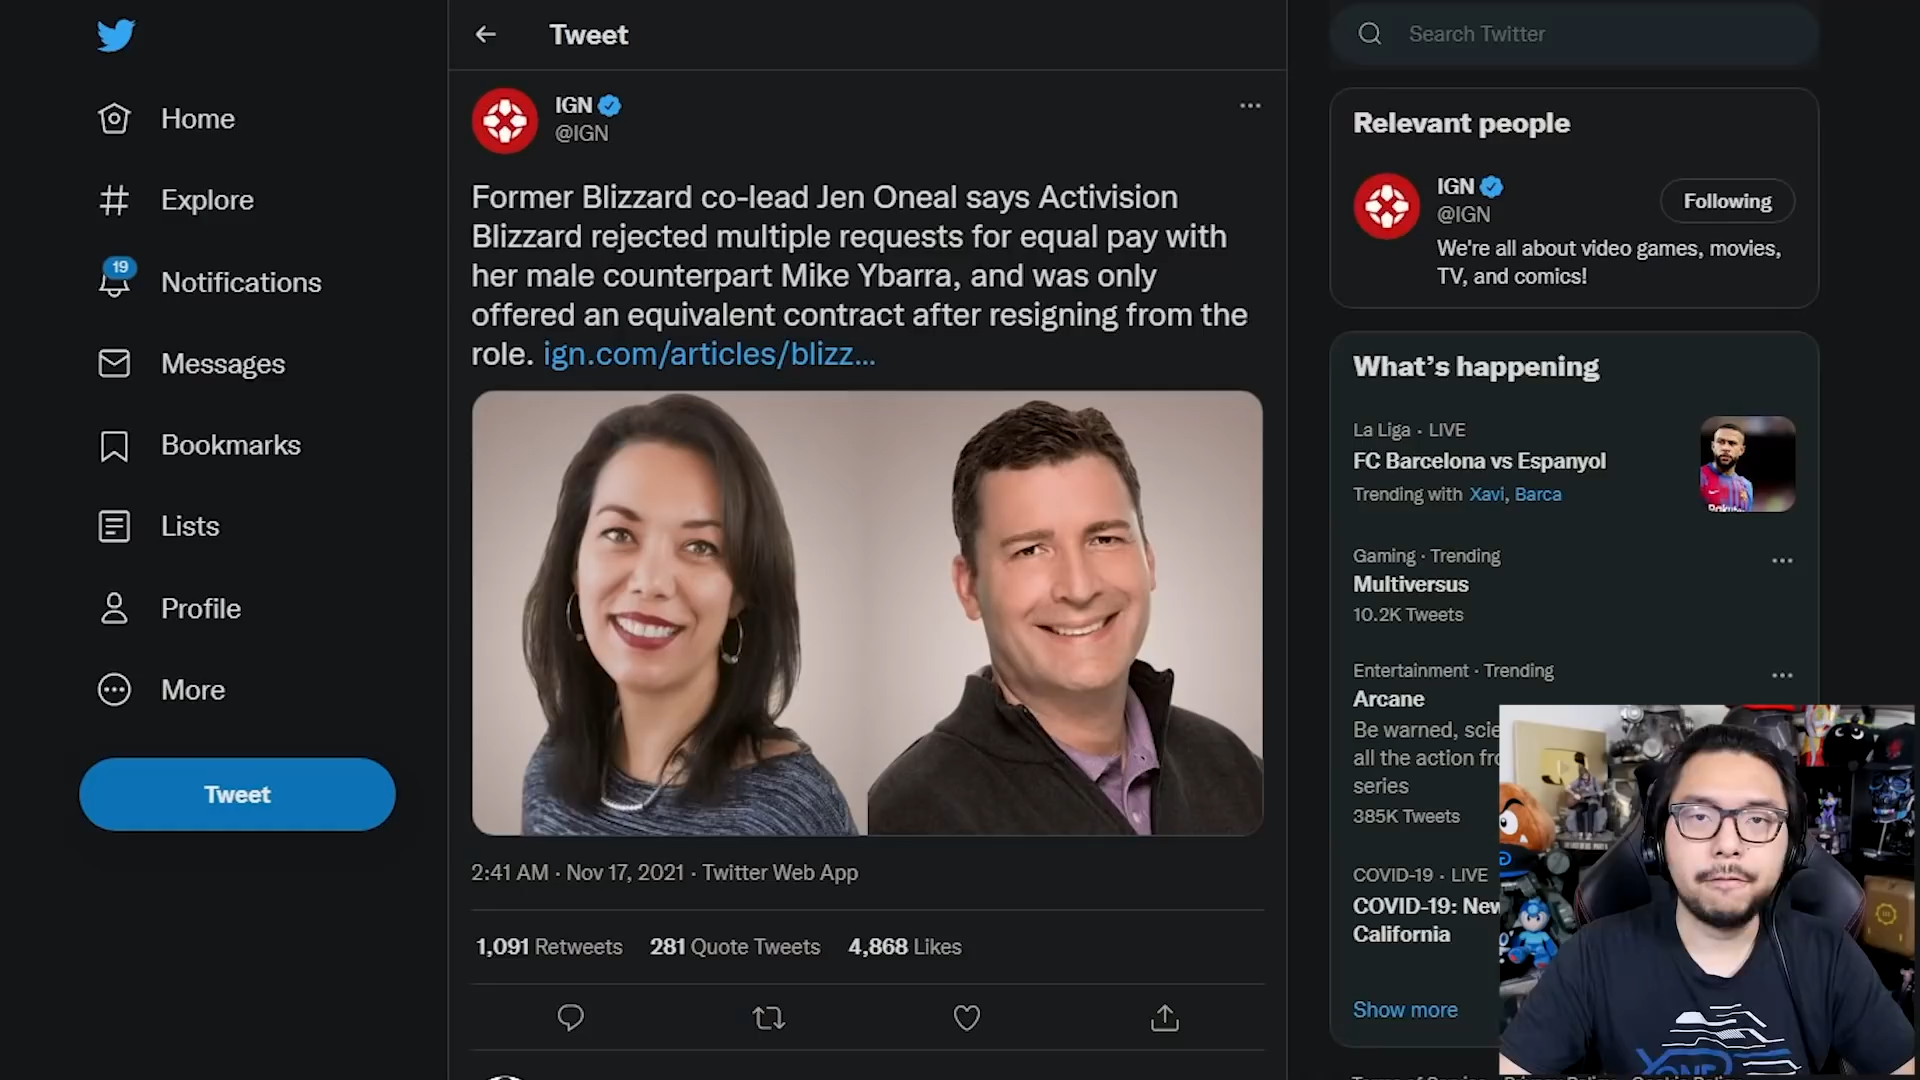 Tweet
Search Twitter
Home
Explore
19
Notifications
Messages
Bookmarks
Lists
Profile
More
Tweet
IGN
@IGN
Former Blizzard co-lead Jen Oneal says Activision
Blizzard rejected multiple requests for equal pay with
her male counterpart Mike Ybarra, and was only
offered an equivalent contract after resigning from the
role. ign.com/articles/blizz...
2:41 AM · Nov 17, 2021 · Twitter Web App
1,091 Retweets 281 Quote Tweets 4,868 Likes
Relevant people
IGN
@IGN
Following
We're all about video games, movies,
TV, and comics!
What's happening
La Liga · LIVE
FC Barcelona vs Espanyol
Trending with Xavi, Barca
Gaming · Trending
Multiversus
10.2K Tweets
Entertainment · Trending
Arcane
Be warned, scie
all the action fro
series
385K Tweets
COVID-19 · LIVE
COVID-19: New
California
Show more